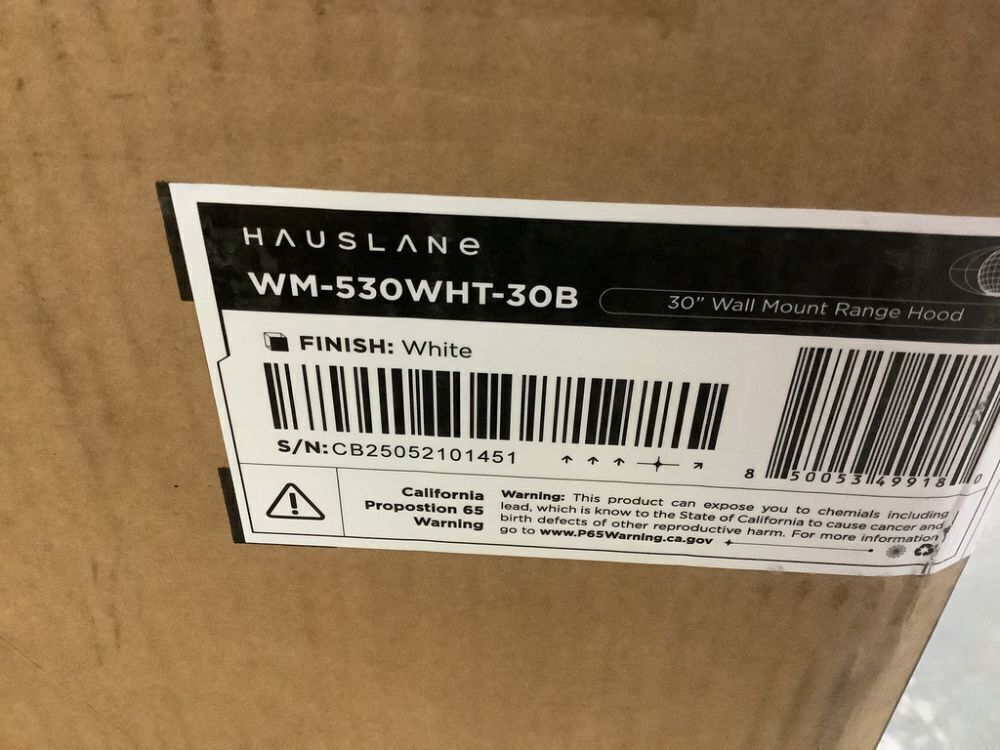 HAUSLANe
WM-530WHT-30B
30” Wall Mount Range Hood
FINISH: White
S/N:CB25052101451
8 50053 49918 0
California
Propostion 65
Warning
Warning: This product can expose you to chemials including
lead, which is know to the State of California to cause cancer and
birth defects of other reproductive harm. For more information
go to www.P65Warning.ca.gov